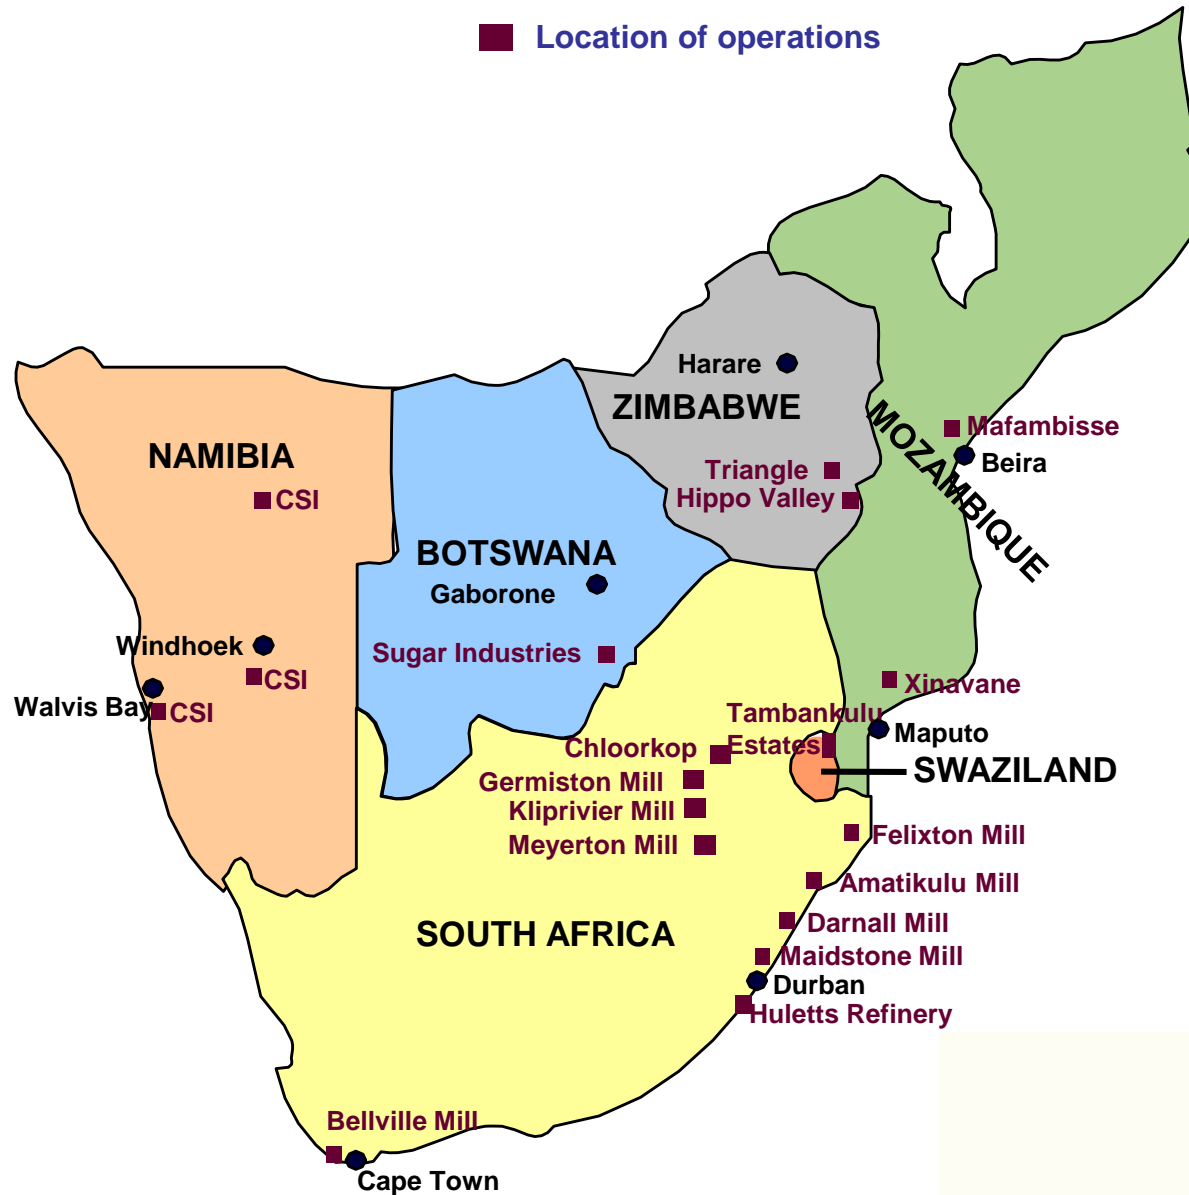 Location of operations
Harare
ZIMBABWE
MOZAMBIQUE
Mafambisse
Beira
NAMIBIA
Triangle
CSI
Hippo Valley
BOTSWANA
Gaborone
Windhoek
Sugar Industries
CSI
Xinavane
Walvis Bay
CSI
Tambankulu
Estates
Maputo
Chloorkop
SWAZILAND
Germiston Mill
Kliprivier Mill
Felixton Mill
Meyerton Mill
Amatikulu Mill
SOUTH AFRICA
Darnall Mill
Maidstone Mill
Durban
Huletts Refinery
Bellville Mill
Cape Town